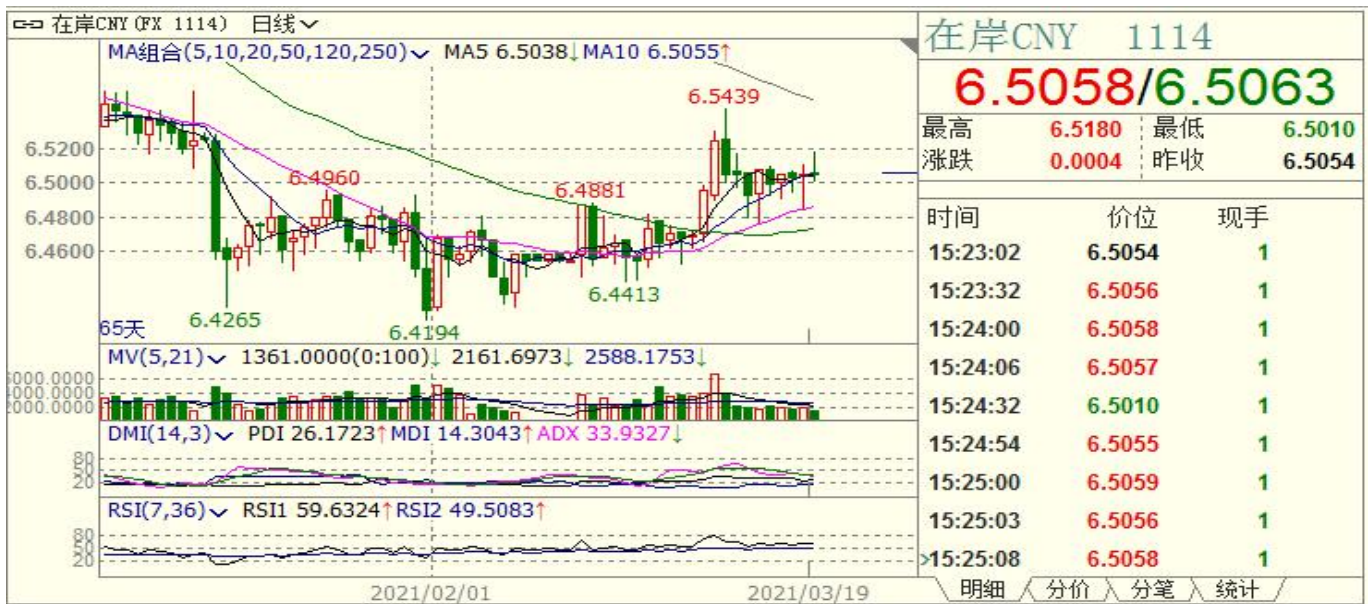 在岸CNY(FX 1114) 日线
MA组合(5,10,20,50,120,250) MA5 6.5038↓ MA10 6.5055↑
6.5439
6.5200
6.5000
6.4960
6.4881
6.4800
6.4600
6.4413
6.4265
6.4194
65天
MV(5,21) 1361.0000(0:100)↓ 2161.6973↓ 2588.1753↓
000.0000
000.0000
2000.0000
DMI(14,3) PDI 26.1723↑ MDI 14.3043↑ ADX 33.9327↓
80
50
20
RSI(7,36) RSI1 59.6324↑ RSI2 49.5083↑
80
50
20
2021/02/01 2021/03/19
在岸CNY 1114
6.5058/6.5063
最高 6.5180 最低 6.5010
涨跌 0.0004 昨收 6.5054
时间 价位 现手
15:23:02 6.5054 1
15:23:32 6.5056 1
15:24:00 6.5058 1
15:24:06 6.5057 1
15:24:32 6.5010 1
15:24:54 6.5055 1
15:25:00 6.5059 1
15:25:03 6.5056 1
>15:25:08 6.5058 1
明细 分价 分笔 统计